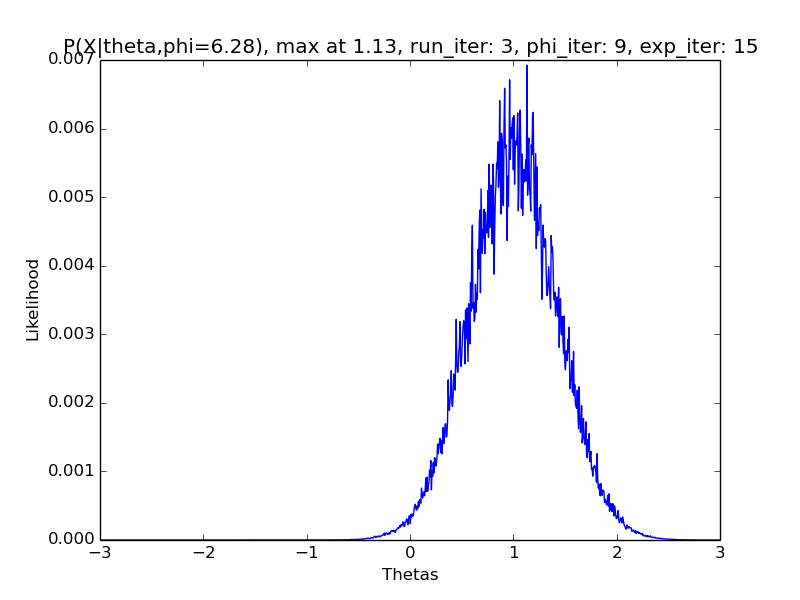 P(X|theta,phi=6.28), max at 1.13, run_iter: 3, phi_iter: 9, exp_iter: 15
0.007
0.006
0.005
0.004
0.003
0.002
0.001
0.000
Likelihood
−3 −2 −1 0 1 2 3
Thetas